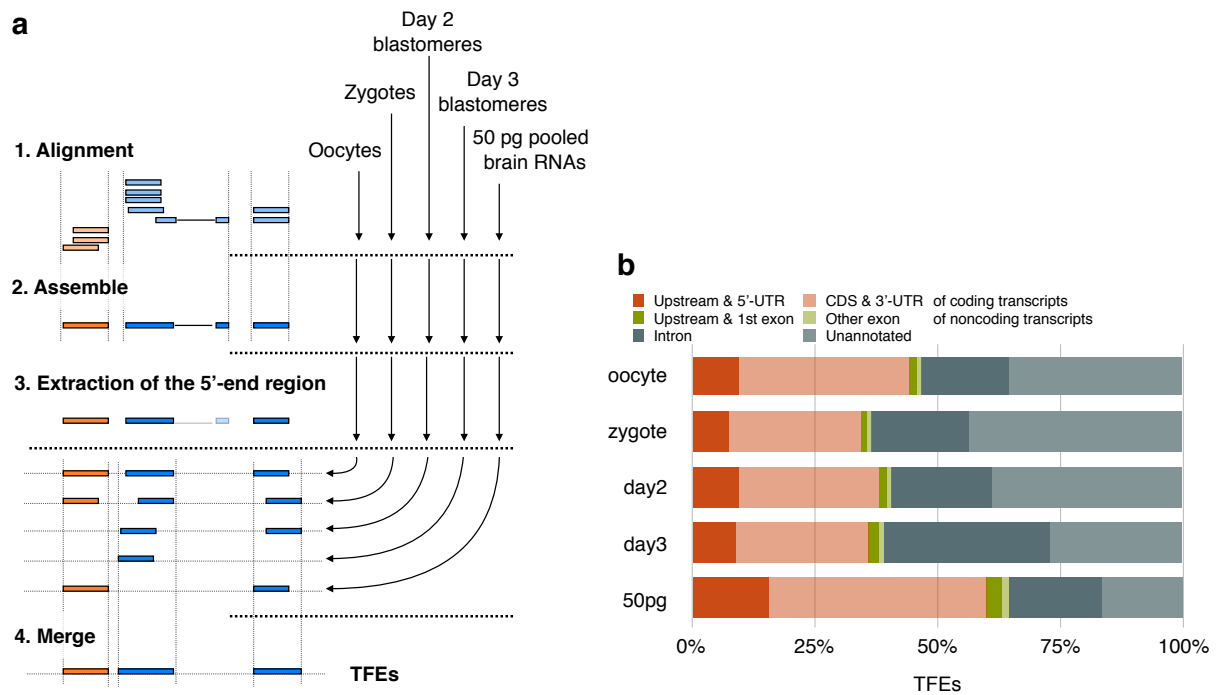 a
Day 2
blastomeres
Day 3
blastomeres
Zygotes
50 pg pooled
brain RNAs
Oocytes
1. Alignment
2. Assemble
3. Extraction of the 5’-end region
4. Merge
TFEs
b
Upstream & 5’-UTR CDS & 3’-UTR of coding transcripts
Upstream & 1st exon Other exon of noncoding transcripts
Intron Unannotated
oocyte
zygote
day2
day3
50pg
0% 25% 50% 75% 100%
TFEs